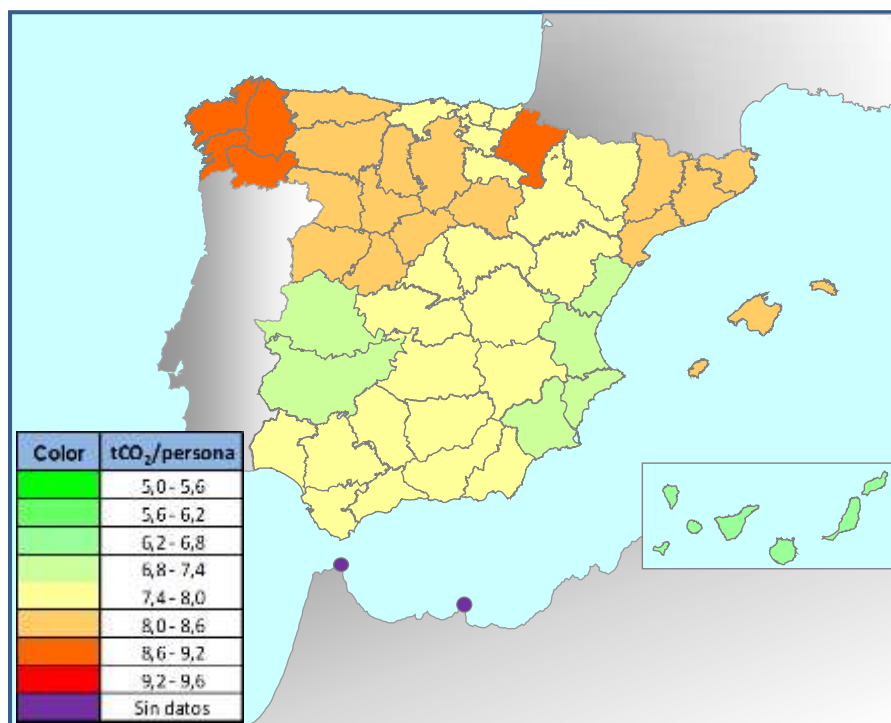 Color tCO₂/persona
5,0 - 5,6
5,6 - 6,2
6,2 - 6,8
6,8 - 7,4
7,4 - 8,0
8,0 - 8,6
8,6 - 9,2
9,2 - 9,6
Sin datos